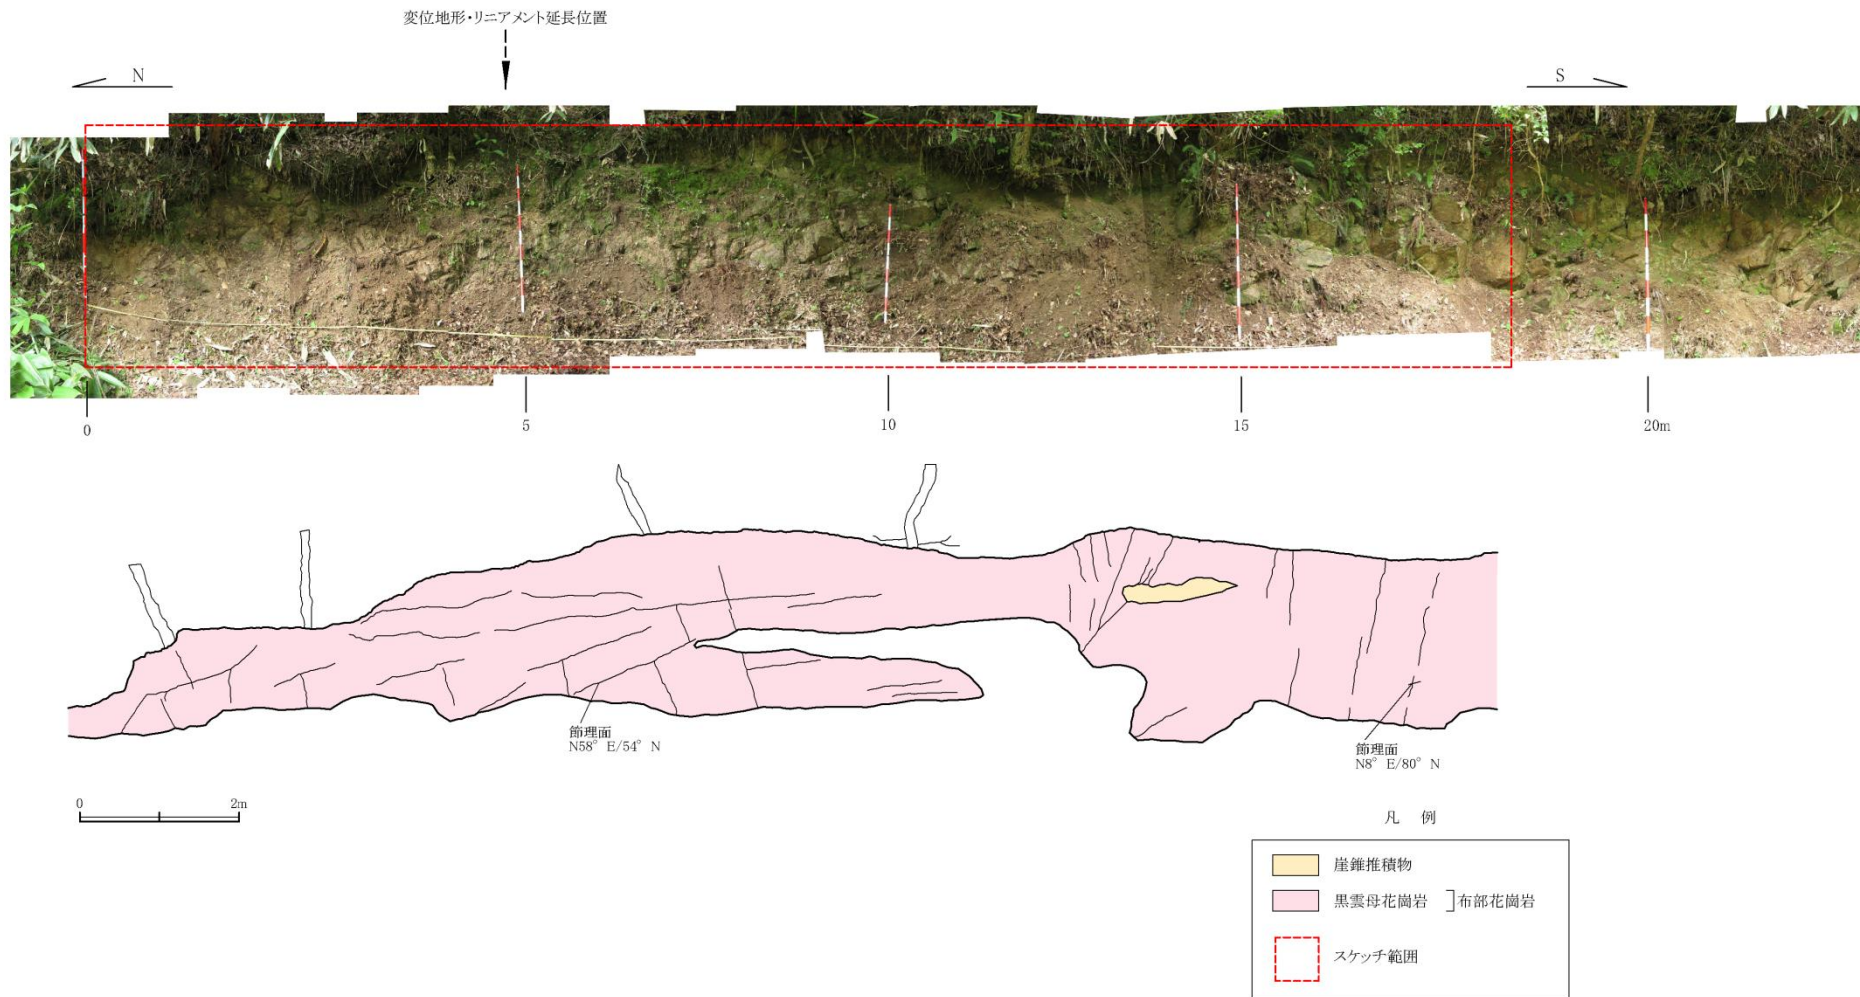 変位地形・リニアメント延長位置
N
S
0
5
10
15
20m
節理面
N58° E/54° N
節理面
N8° E/80° N
0
2m
凡 例
崖錐推積物
黒雲母花崗岩
布部花崗岩
スケッチ範囲